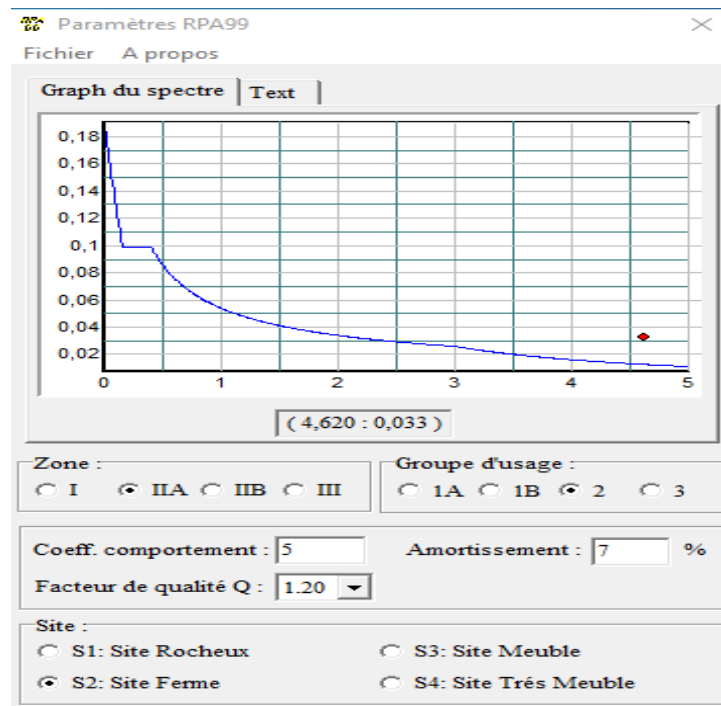 Paramètres RPA99
Fichier A propos
Graph du spectre Text
0,18
0,16
0,14
0,12
0,1
0,08
0,06
0,04
0,02
0 1 2 3 4 5
( 4,620 : 0,033 )
Zone : Groupe d'usage :
I IIA IIB III 1A 1B 2 3
Coeff. comportement : 5 Amortissement : 7 %
Facteur de qualité Q : 1.20
Site :
S1: Site Rocheux S3: Site Meuble
S2: Site Ferme S4: Site Trés Meuble